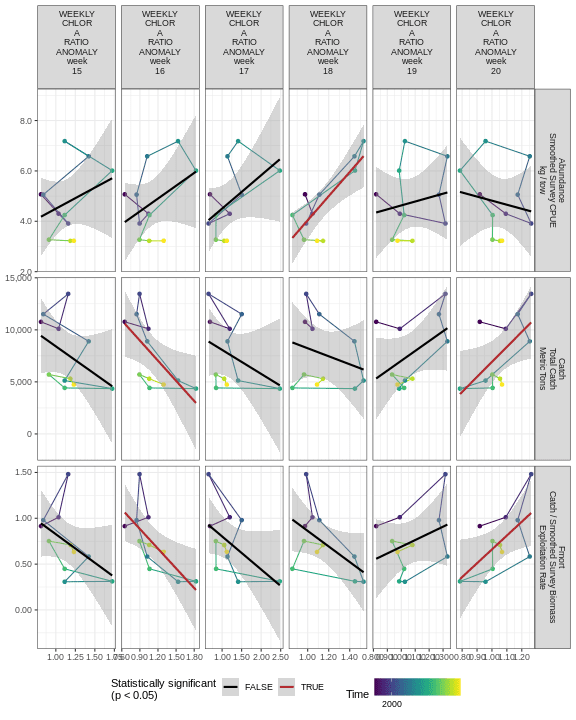 WEEKLY
CHLOR
A
RATIO
ANOMALY
week
15
WEEKLY
CHLOR
A
RATIO
ANOMALY
week
16
WEEKLY
CHLOR
A
RATIO
ANOMALY
week
17
WEEKLY
CHLOR
A
RATIO
ANOMALY
week
18
WEEKLY
CHLOR
A
RATIO
ANOMALY
week
19
WEEKLY
CHLOR
A
RATIO
ANOMALY
week
20
8.0
6.0
4.0
2.0
Abundance
Smoothed Survey CPUE
kg / tow
15,000
10,000
5,000
0
Catch
Total Catch
Metric Tons
1.50
1.00
0.50
0.00
Fmort
Catch / Smoothed Survey Biomass
Exploitation Rate
1.00 1.25 1.50
0.90 1.20 1.50 1.80
1.00 1.50 2.00 2.50
1.00 1.20 1.40
0.90 1.00 1.10 1.20
Statistically significant
(p < 0.05)
FALSE
TRUE
Time
2000